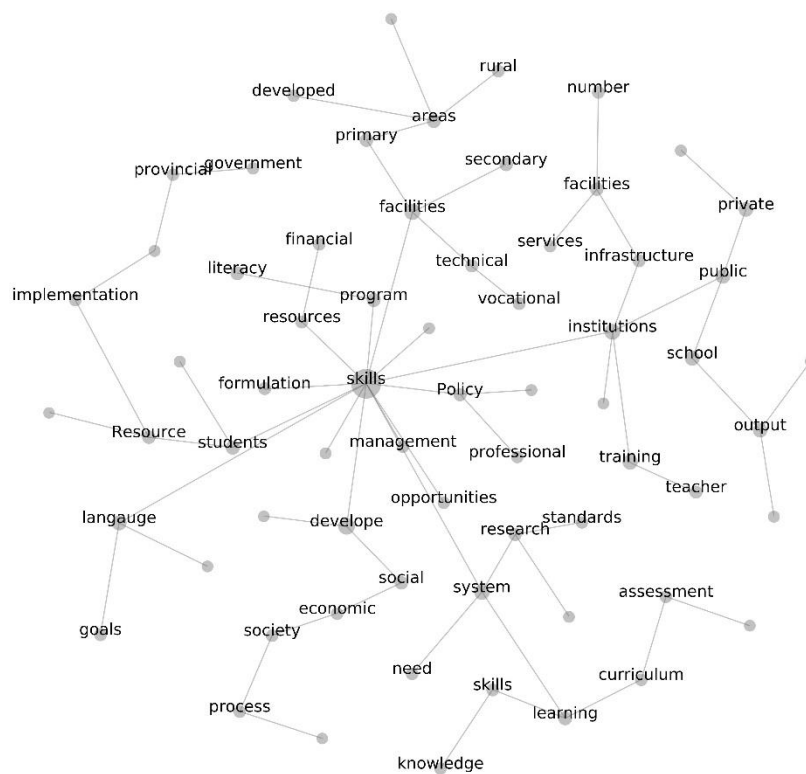 rural
developed
number
areas
primary
secondary
government
provincial
facilities
private
facilities
financial
services
technical
infrastructure
literacy
public
implementation
program
vocational
resources
institutions
school
skills
formulation
Policy
output
Resource
students
management
professional
training
teacher
opportunities
langauge
develope
standards
research
social
system
assessment
economic
goals
society
need
curriculum
skills
process
learning
knowledge